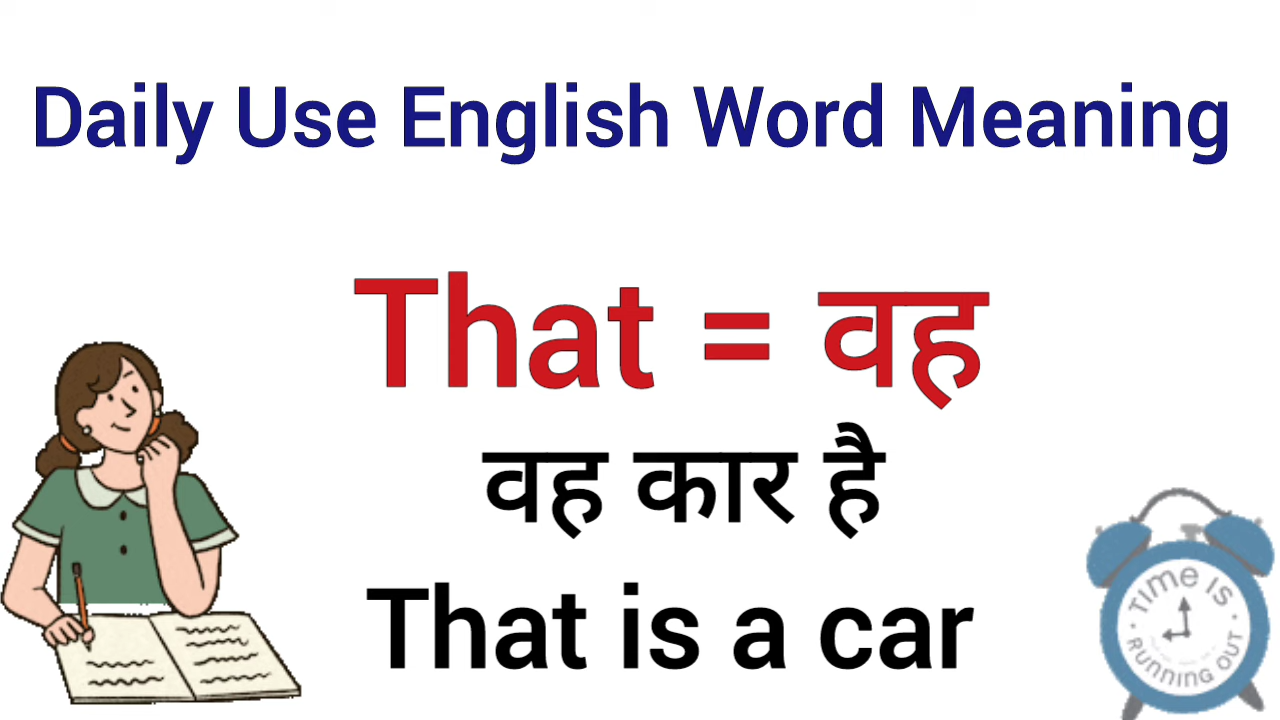 Daily Use English Word Meaning
That = वह
वह कार है
That is a car
TIME IS
RUNNING OUT